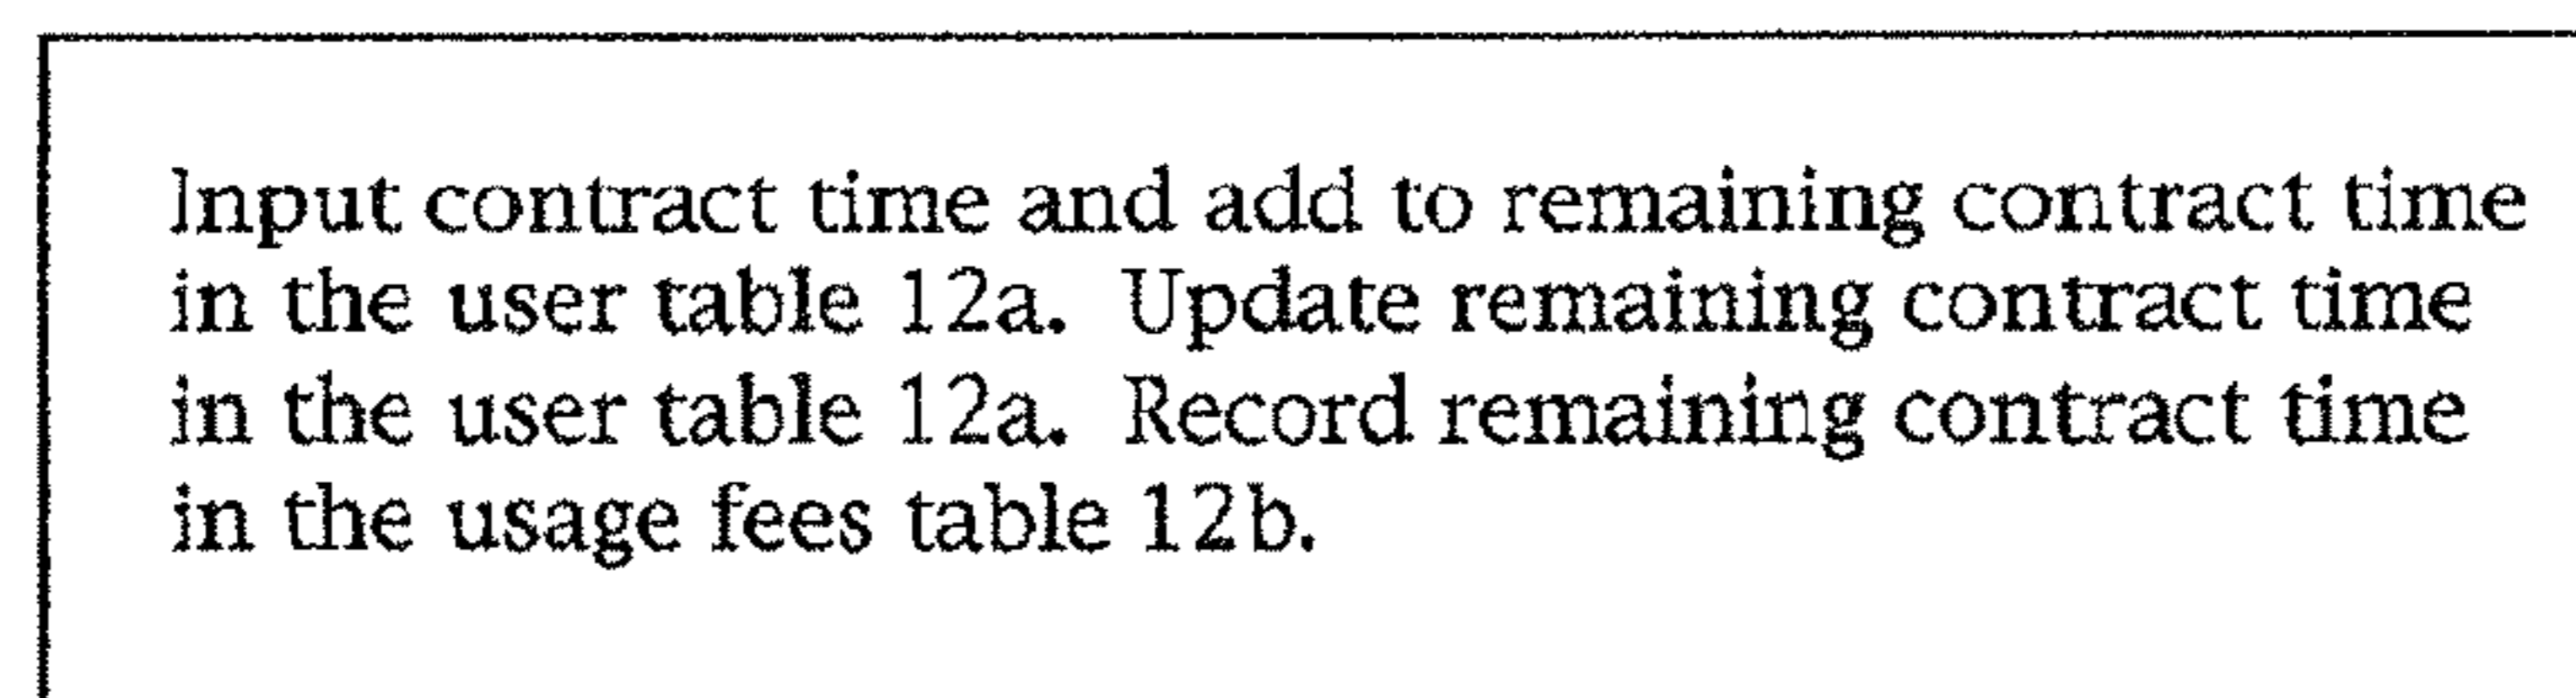 Input contract time and add to remaining contract time
in the user table 12a.  Update remaining contract time
in the user table 12a.  Record remaining contract time
in the usage fees table 12b.